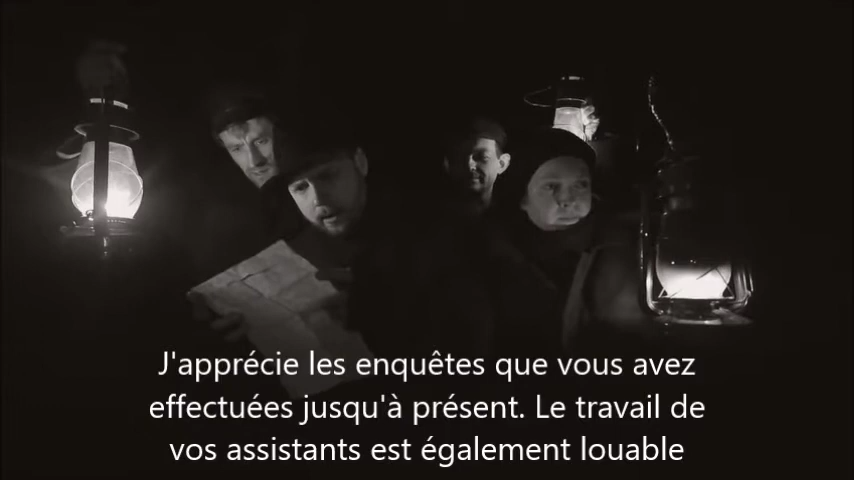 J'apprécie les enquêtes que vous avez
effectuées jusqu'à présent. Le travail de
vos assistants est également louable